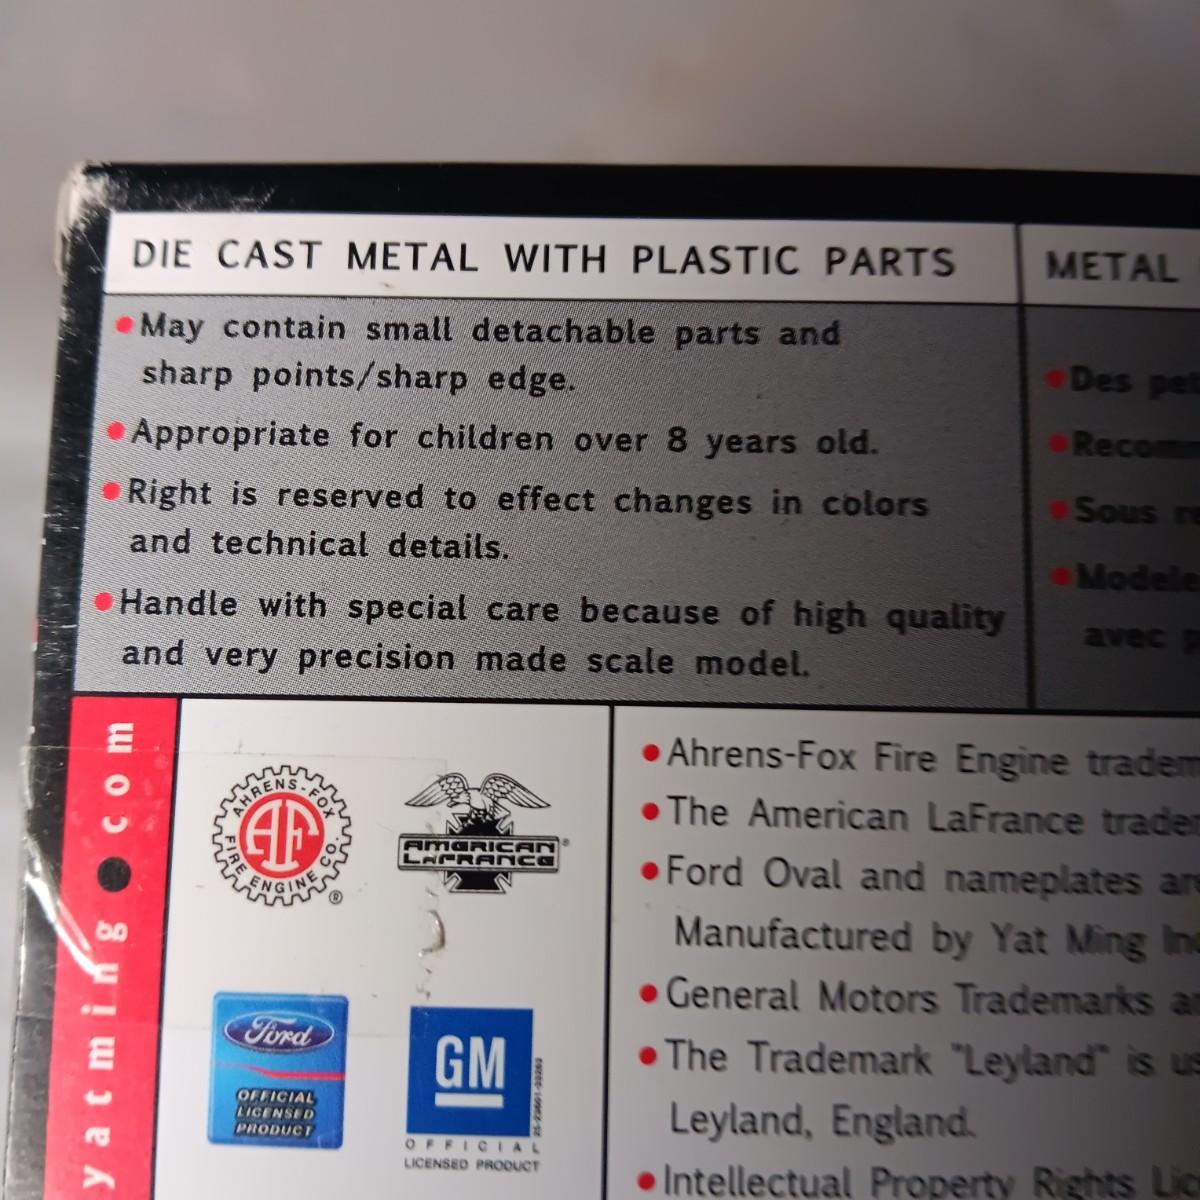 DIE CAST METAL WITH PLASTIC PARTS
May contain small detachable parts and
sharp points/sharp edge.
Appropriate for children over 8 years old.
Right is reserved to effect changes in colors
and technical details.
Handle with special care because of high quality
and very precision made scale model.
METAL
Des
Sous
avec
yatming●com
AHRENS-FOX
AF
FIRE ENGINE CO.
®
AMERICAN
LaFRANCE®
Ford
OFFICIAL
LICENSED
PRODUCT
GM
OFFICIAL
LICENSED PRODUCT
Ahrens-Fox Fire Engine
The American LaFrance
Ford Oval and nameplates
Manufactured by Yat Ming
General Motors Trademarks
The Trademark "Leyland" is
Leyland, England.
Intellectual Property Rights